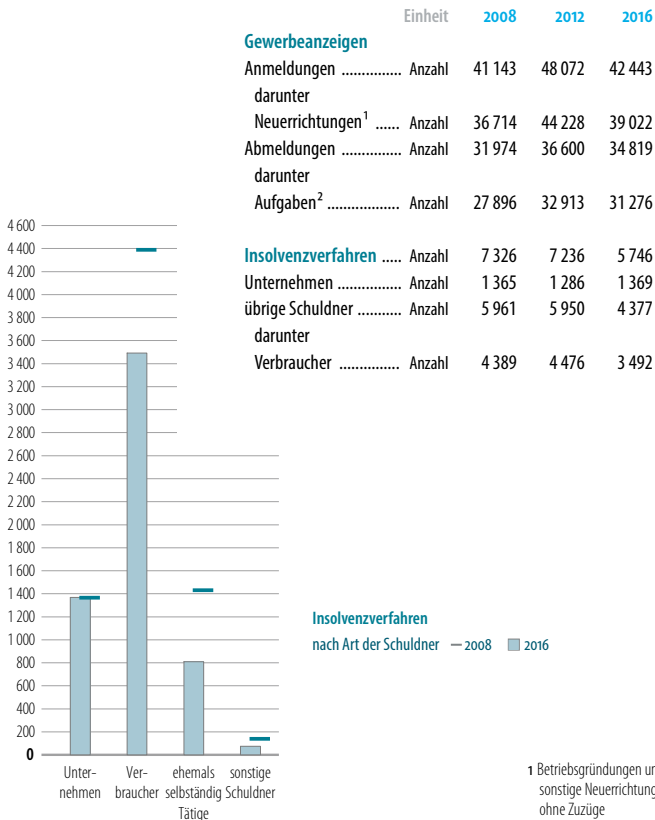 Einheit 2008 2012 2016
Gewerbeanzeigen
Anmeldungen ............... Anzahl 41 143 48 072 42 443
darunter
Neuerrichtungen¹ ...... Anzahl 36 714 44 228 39 022
Abmeldungen ............... Anzahl 31 974 36 600 34 819
darunter
Aufgaben² .................. Anzahl 27 896 32 913 31 276
Insolvenzverfahren ..... Anzahl 7 326 7 236 5 746
Unternehmen ................ Anzahl 1 365 1 286 1 369
übrige Schuldner ........... Anzahl 5 961 5 950 4 377
darunter
Verbraucher ............... Anzahl 4 389 4 476 3 492
4 600
4 400
4 200
4 000
3 800
3 600
3 400
3 200
3 000
2 800
2 600
2 400
2 200
2 000
1 800
1 600
1 400
1 200
1 000
800
600
400
200
0
Unter- Ver- ehemals sonstige
nehmen braucher selbständig Schuldner
Tätige
Insolvenzverfahren
nach Art der Schuldner 2008 2016
1 Betriebsgründungen
sonstige Neuerrichtung
ohne Zuzüge